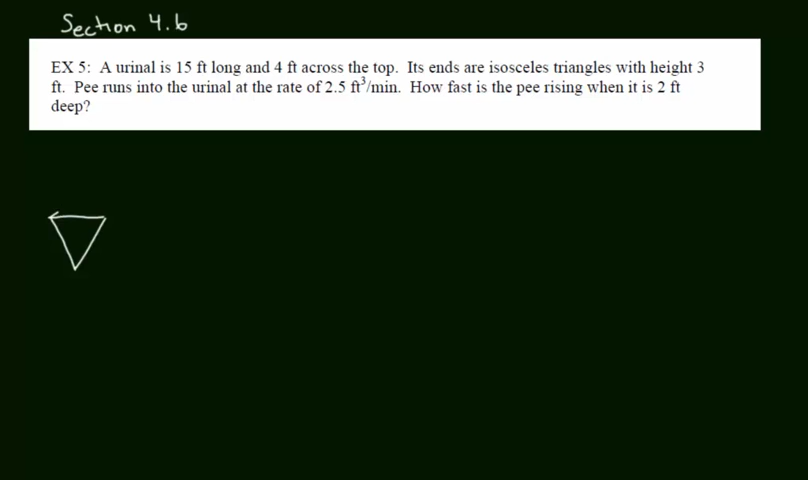 Section 4.6
EX 5: A urinal is 15 ft long and 4 ft across the top. Its ends are isosceles triangles with height 3
ft. Pee runs into the urinal at the rate of 2.5 ft³/min. How fast is the pee rising when it is 2 ft
deep?